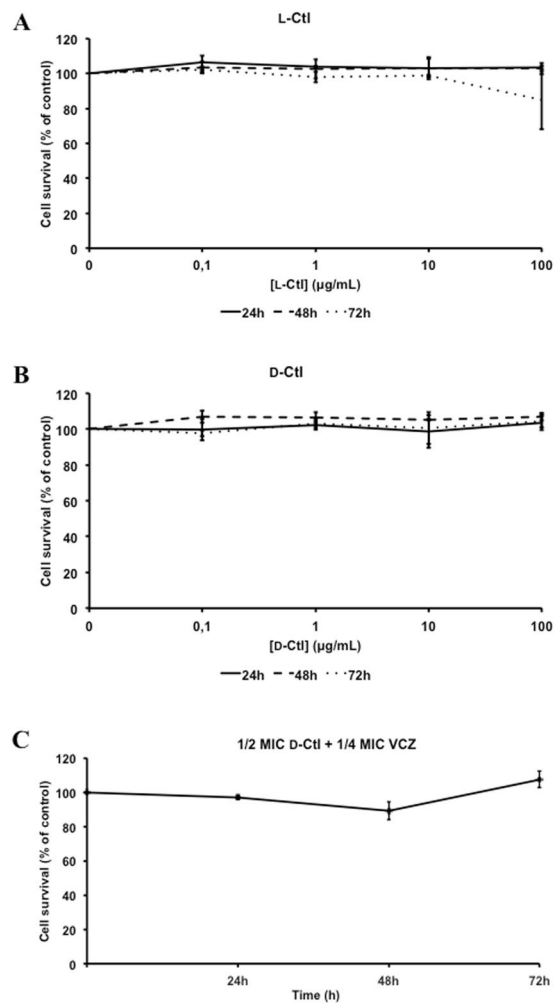 A
L-Ctl
Cell survival (% of control)
120
100
80
60
40
20
0
0 0,1 1 10 100
[L-Ctl] (µg/mL)
24h 48h 72h
B
D-Ctl
Cell survival (% of control)
120
100
80
60
40
20
0
0 0,1 1 10 100
[D-Ctl] (µg/mL)
24h 48h 72h
C
1/2 MIC D-Ctl + 1/4 MIC VCZ
Cell survival (% of control)
120
100
80
60
40
20
0
24h 48h 72h
Time (h)